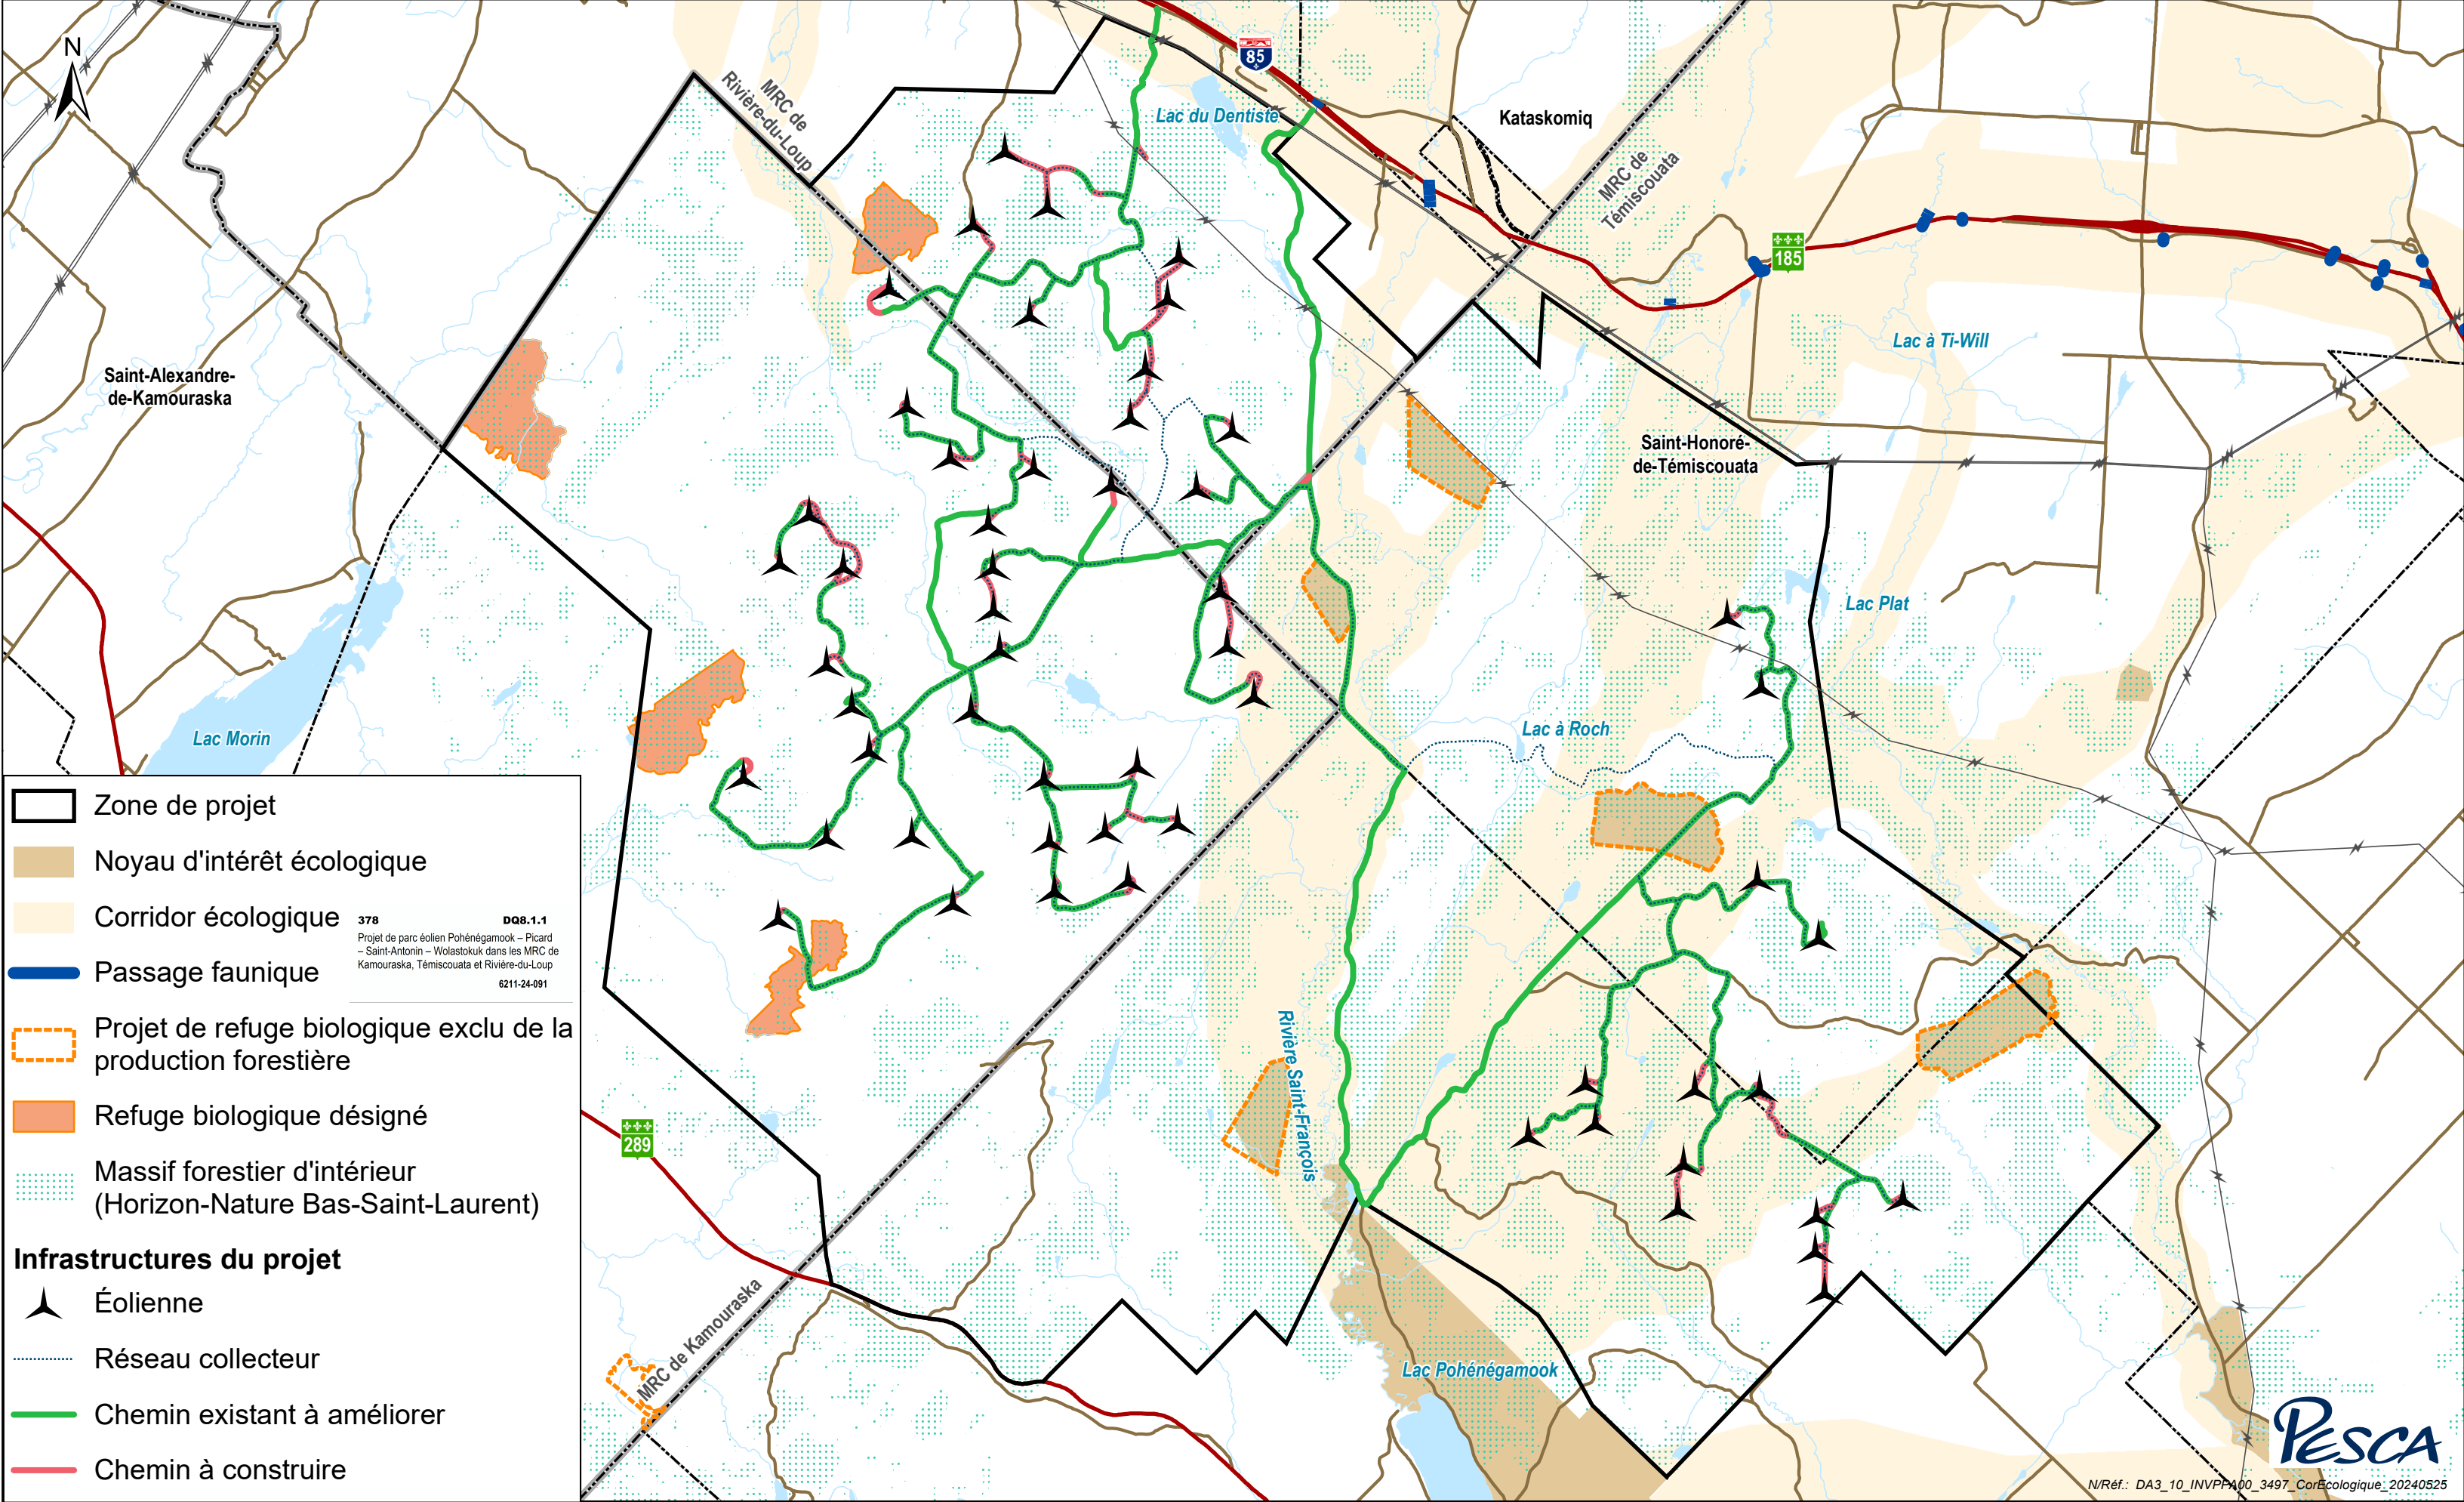 N
MRC de
Rivière-du-Loup
85
Lac du Dentiste
Kataskomiq
MRC de
Témiscouata
185
Lac à Ti-Will
Saint-Alexandre-
de-Kamouraska
Saint-Honoré-
de-Témiscouata
Lac Plat
Lac à Roch
Lac Morin
Rivière Saint-François
289
MRC de Kamouraska
Lac Pohénégamook
Zone de projet
Noyau d'intérêt écologique
Corridor écologique
Passage faunique
378 DQ8.1.1
Projet de parc éolien Pohénégamook – Picard
– Saint-Antonin – Wolastokuk dans les MRC de
Kamouraska, Témiscouata et Rivière-du-Loup
6211-24-091
Projet de refuge biologique exclu de la
production forestière
Refuge biologique désigné
Massif forestier d'intérieur
(Horizon-Nature Bas-Saint-Laurent)
Infrastructures du projet
Éolienne
Réseau collecteur
Chemin existant à améliorer
Chemin à construire
PESCA
N/Réf.: DA3_10_INVPPA00_3497_CorEcologique_20240525